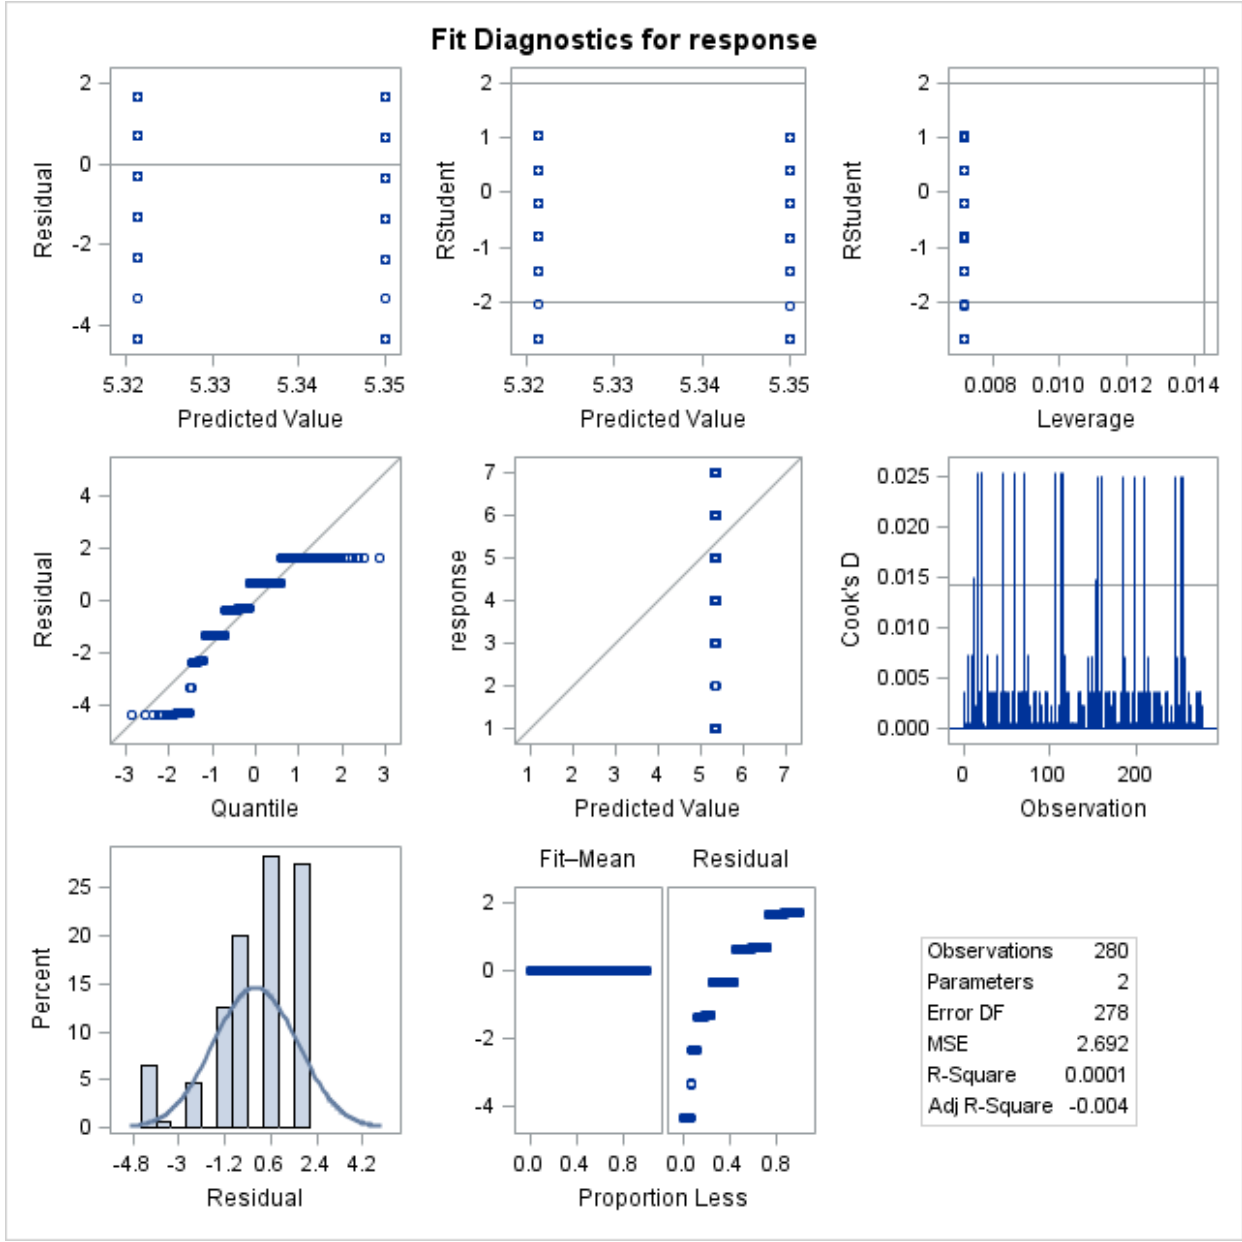 Fit Diagnostics for response
2
0
-2
-4
Residual
5.32 5.33 5.34 5.35
Predicted Value
2
1
0
-1
-2
RStudent
5.32 5.33 5.34 5.35
Predicted Value
2
1
0
-1
-2
RStudent
0.008 0.010 0.012 0.014
Leverage
4
2
0
-2
-4
Residual
-3 -2 -1 0 1 2 3
Quantile
7
6
5
4
3
2
1
response
1 2 3 4 5 6 7
Predicted Value
0.025
0.020
0.015
0.010
0.005
0.000
Cook's D
0 100 200
Observation
25
20
15
10
5
0
Percent
-4.8 -3 -1.2 0.6 2.4 4.2
Residual
Fit–Mean Residual
2
0
-2
-4
0.0 0.4 0.8 0.0 0.4 0.8
Proportion Less
Observations 280
Parameters 2
Error DF 278
MSE 2.692
R-Square 0.0001
Adj R-Square -0.004